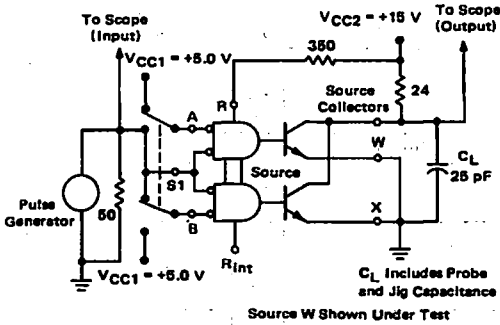 To Scope
(Input)
To Scope
(Output)
VCC2 = +15 V
VCC1 = +5.0 V
350
24
R
Source
Collectors
A
W
S1
Source
CL
25 pF
Pulse
Generator
50
X
B
VCC1 = +5.0 V
Rint
CL Includes Probe
and Jig Capacitance
Source W Shown Under Test